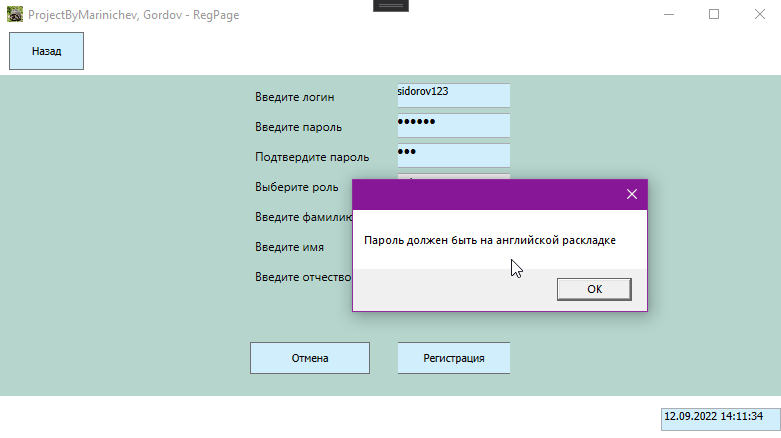 ProjectByMarinichev, Gordov - RegPage
Назад
Введите логин
sidorov123
Введите пароль
●●●●●●
Подтвердите пароль
●●●
Выберите роль
Введите фамилию
Пароль должен быть на английской раскладке
Введите имя
Введите отчество
OK
Отмена
Регистрация
12.09.2022 14:11:34